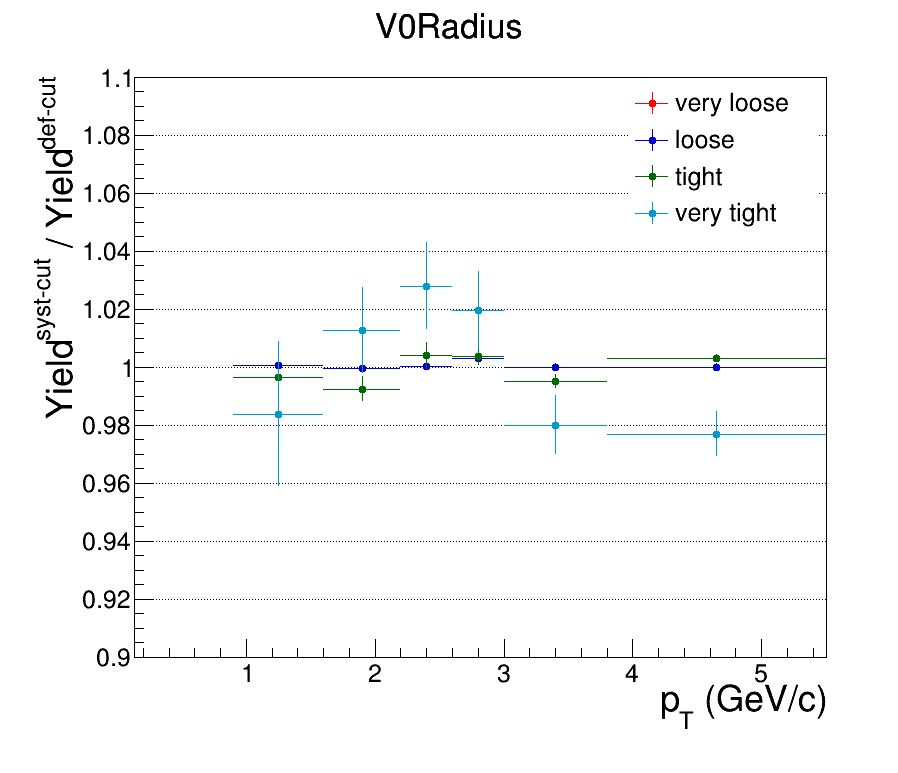 V0Radius
Yield^syst-cut / Yield^def-cut
1.1
1.08
1.06
1.04
1.02
1
0.98
0.96
0.94
0.92
0.9
very loose
loose
tight
very tight
1 2 3 4 5
p_T (GeV/c)